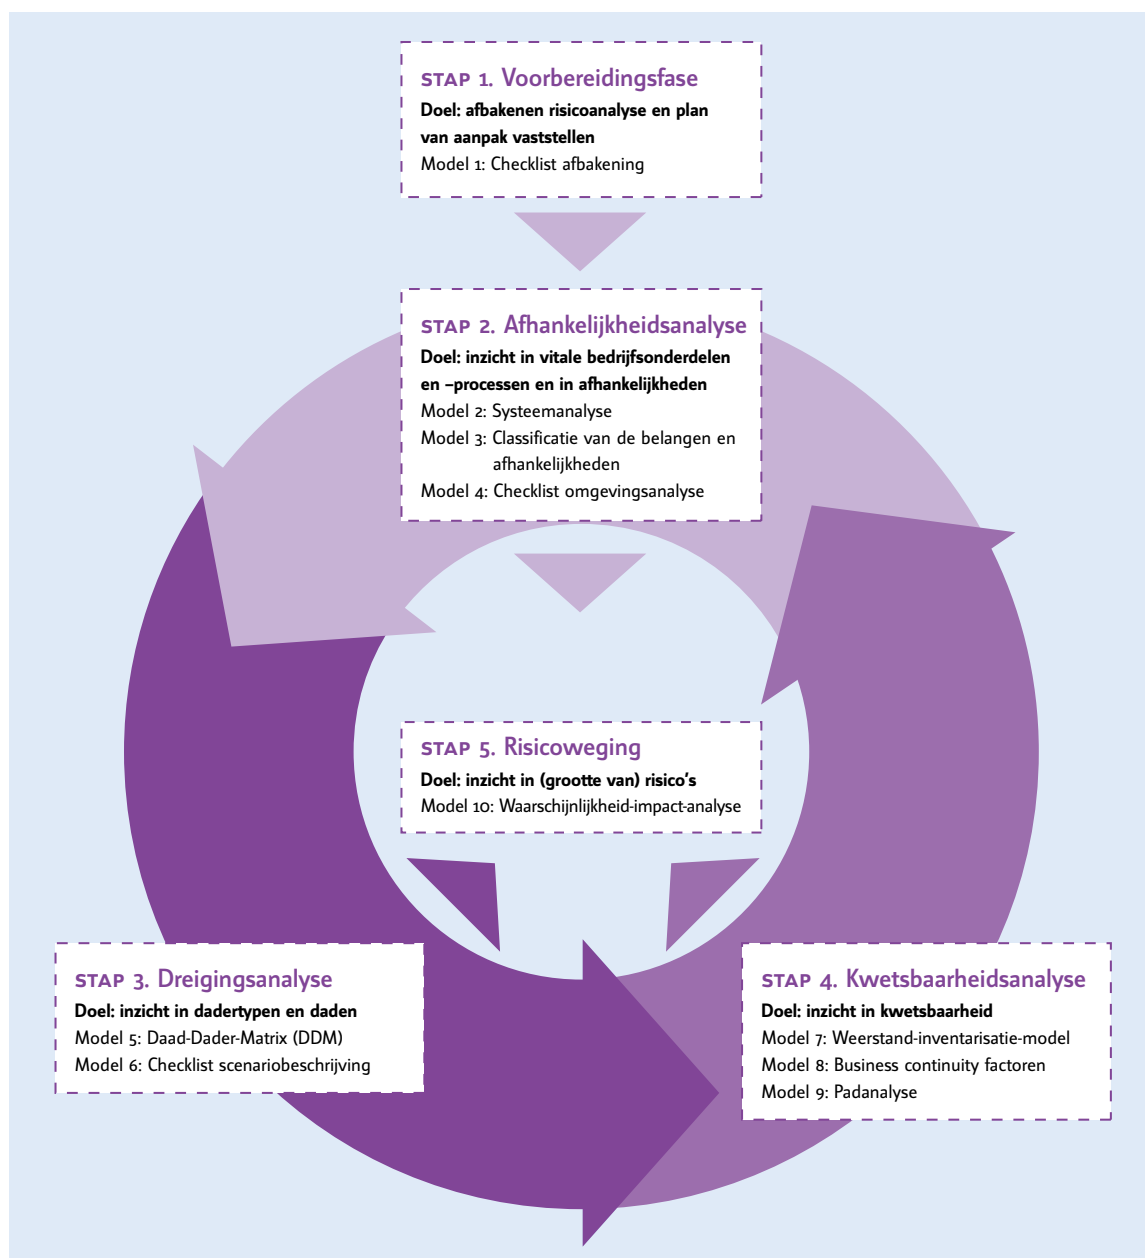 STAP 1. Voorbereidingsfase
Doel: afbakenen risicoanalyse en plan
van aanpak vaststellen
Model 1: Checklist afbakening
STAP 2. Afhankelijkheidsanalyse
Doel: inzicht in vitale bedrijfsonderdelen
en –processen en in afhankelijkheden
Model 2: Systeemanalyse
Model 3: Classificatie van de belangen en
afhankelijkheden
Model 4: Checklist omgevingsanalyse
STAP 5. Risicoweging
Doel: inzicht in (grootte van) risico's
Model 10: Waarschijnlijkheid-impact-analyse
STAP 3. Dreigingsanalyse
Doel: inzicht in dadertypen en daden
Model 5: Daad-Dader-Matrix (DDM)
Model 6: Checklist scenariobeschrijving
STAP 4. Kwetsbaarheidsanalyse
Doel: inzicht in kwetsbaarheid
Model 7: Weerstand-inventarisatie-model
Model 8: Business continuity factoren
Model 9: Padanalyse